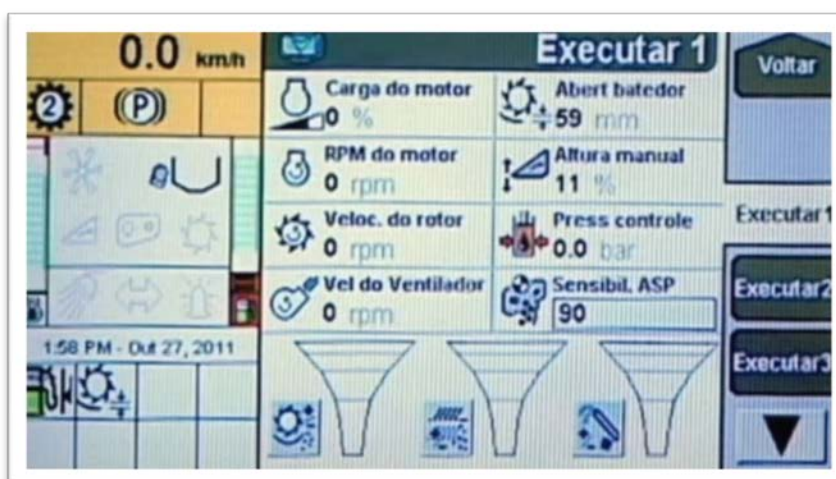 0.0 km/h
Executar 1
Voltar
2
(P)
Carga do motor
0 %
Abert batedor
59 mm
RPM do motor
0 rpm
Altura manual
11 %
Veloc. do rotor
0 rpm
Press controle
0.0 bar
Executar 1
Vel do Ventilador
0 rpm
Sensibil. ASP
90
Executar2
1:58 PM - Out 27, 2011
Executar3